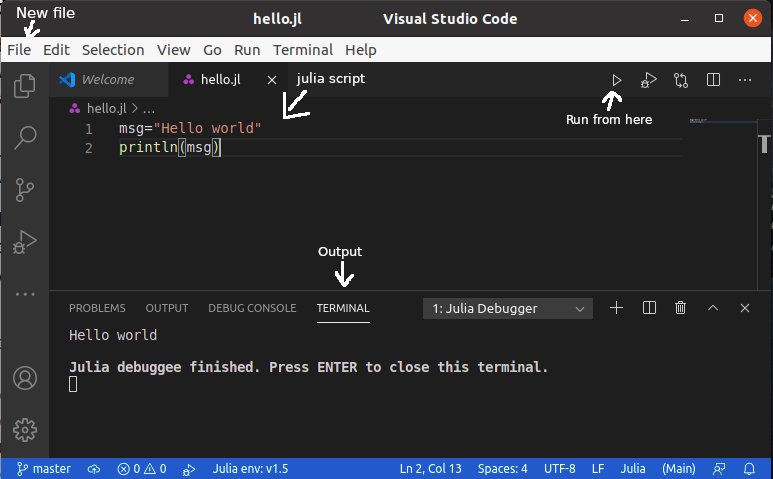 New file
hello.jl Visual Studio Code
File Edit Selection View Go Run Terminal Help
Welcome hello.jl julia script
hello.jl > ...
Run from here
1 msg="Hello world"
2 println(msg)
Output
PROBLEMS OUTPUT DEBUG CONSOLE TERMINAL 1: Julia Debugger
Hello world
Julia debuggee finished. Press ENTER to close this terminal.
master 0 0 Julia env: v1.5 Ln 2, Col 13 Spaces: 4 UTF-8 LF Julia (Main)